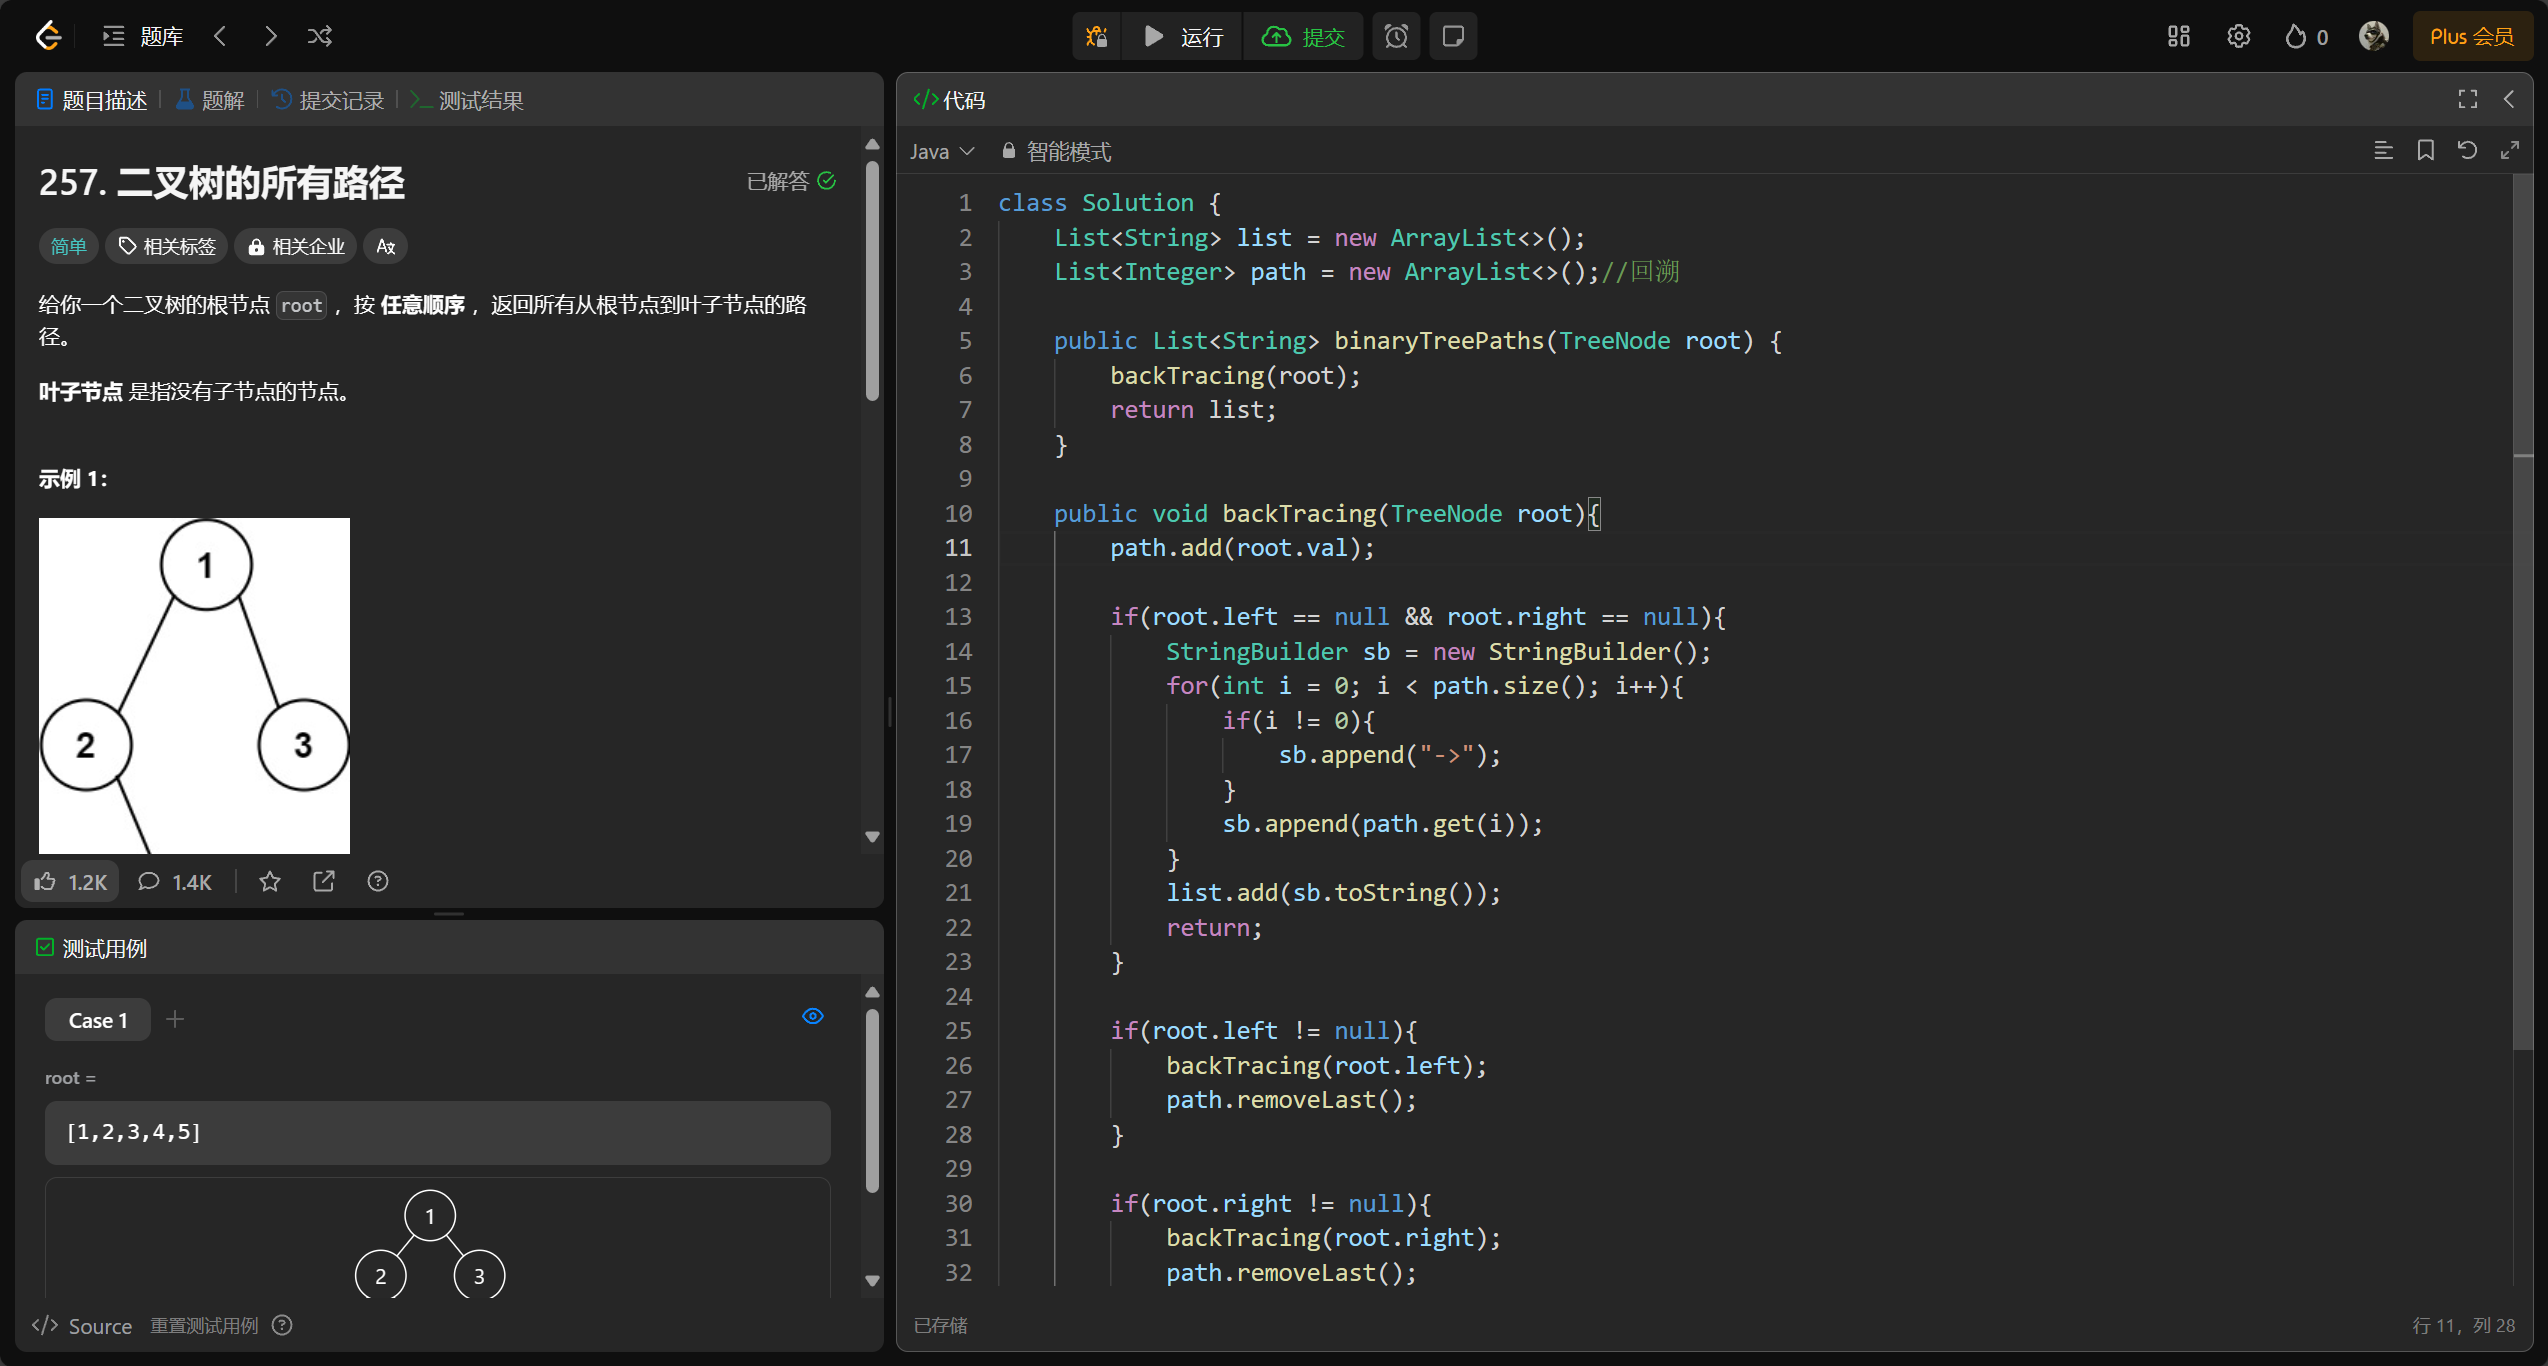 题库
运行
提交
0
Plus 会员
题目描述
题解
提交记录
测试结果
257. 二叉树的所有路径
已解答
简单
相关标签
相关企业
给你一个二叉树的根节点 root ，按 任意顺序 ，返回所有从根节点到叶子节点的路
径。
叶子节点 是指没有子节点的节点。
示例 1：
1
2
3
1.2K
1.4K
测试用例
Case 1
root =
[1,2,3,4,5]
1
2
3
Source
重置测试用例
代码
Java
智能模式
1 class Solution {
2 List<String> list = new ArrayList<>();
3 List<Integer> path = new ArrayList<>();//回溯
4
5 public List<String> binaryTreePaths(TreeNode root) {
6 backTracing(root);
7 return list;
8 }
9
10 public void backTracing(TreeNode root){
11 path.add(root.val);
12
13 if(root.left == null && root.right == null){
14 StringBuilder sb = new StringBuilder();
15 for(int i = 0; i < path.size(); i++){
16 if(i != 0){
17 sb.append("->");
18 }
19 sb.append(path.get(i));
20 }
21 list.add(sb.toString());
22 return;
23 }
24
25 if(root.left != null){
26 backTracing(root.left);
27 path.removeLast();
28 }
29
30 if(root.right != null){
31 backTracing(root.right);
32 path.removeLast();
已存储
行 11，列 28